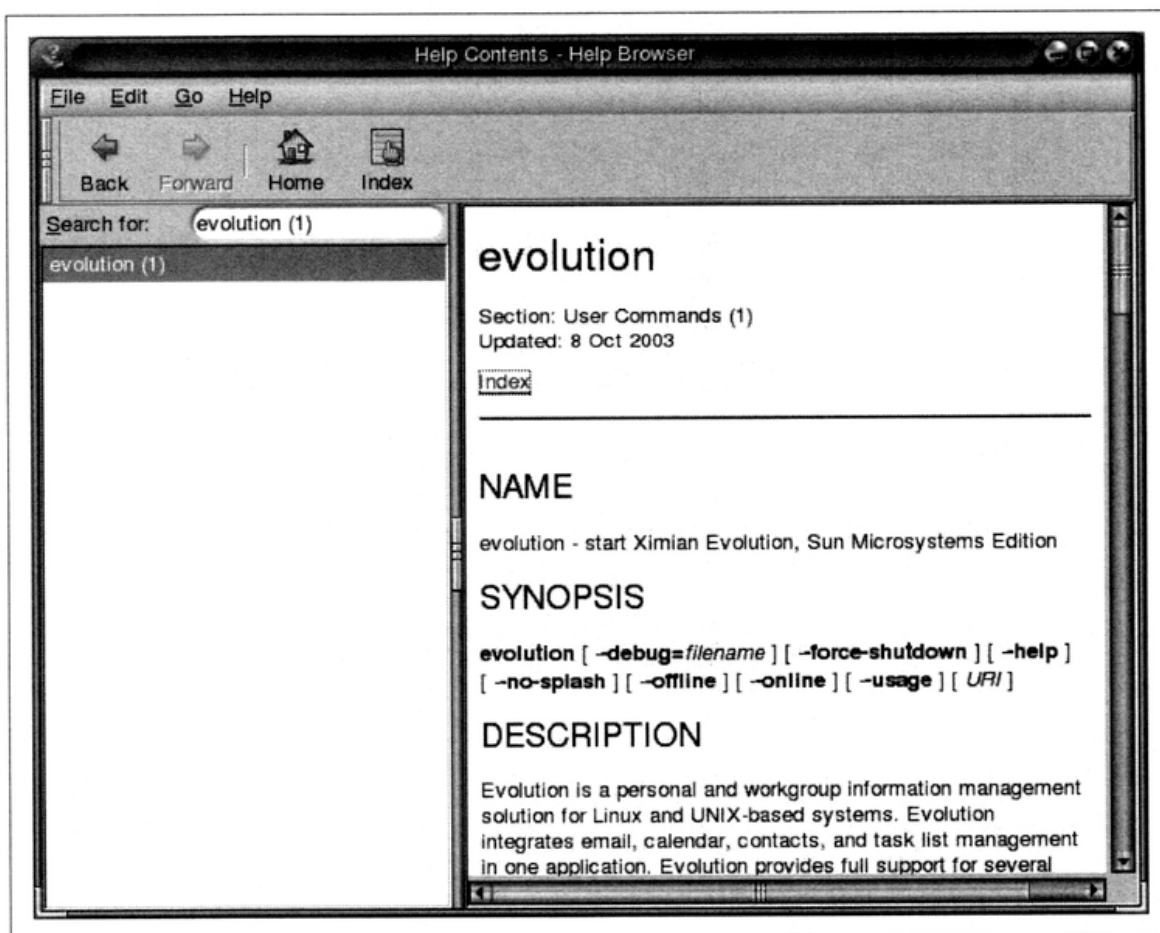 Help Contents - Help Browser
File Edit Go Help
Back Forward Home Index
Search for: evolution (1)
evolution (1)
evolution
Section: User Commands (1)
Updated: 8 Oct 2003
Index
NAME
evolution - start Ximian Evolution, Sun Microsystems Edition
SYNOPSIS
evolution [ --debug=filename ] [ --force-shutdown ] [ --help ]
[ --no-splash ] [ --offline ] [ --online ] [ --usage ] [ URI ]
DESCRIPTION
Evolution is a personal and workgroup information management
solution for Linux and UNIX-based systems. Evolution
integrates email, calendar, contacts, and task list management
in one application. Evolution provides full support for several